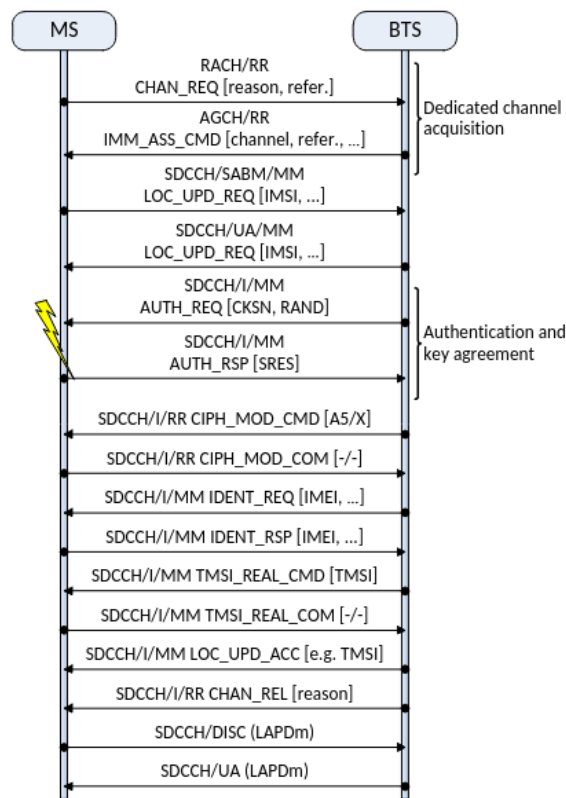 MS
BTS
RACH/RR
CHAN_REQ [reason, refer.]
AGCH/RR
IMM_ASS_CMD [channel, refer., ...]
Dedicated channel
acquisition
SDCCH/SABM/MM
LOC_UPD_REQ [IMSI, ...]
SDCCH/UA/MM
LOC_UPD_REQ [IMSI, ...]
SDCCH/I/MM
AUTH_REQ [CKSN, RAND]
SDCCH/I/MM
AUTH_RSP [SRES]
Authentication and
key agreement
SDCCH/I/RR CIPH_MOD_CMD [A5/X]
SDCCH/I/RR CIPH_MOD_COM [-/-]
SDCCH/I/MM IDENT_REQ [IMEI, ...]
SDCCH/I/MM IDENT_RSP [IMEI, ...]
SDCCH/I/MM TMSI_REAL_CMD [TMSI]
SDCCH/I/MM TMSI_REAL_COM [-/-]
SDCCH/I/MM LOC_UPD_ACC [e.g. TMSI]
SDCCH/I/RR CHAN_REL [reason]
SDCCH/DISC (LAPDm)
SDCCH/UA (LAPDm)